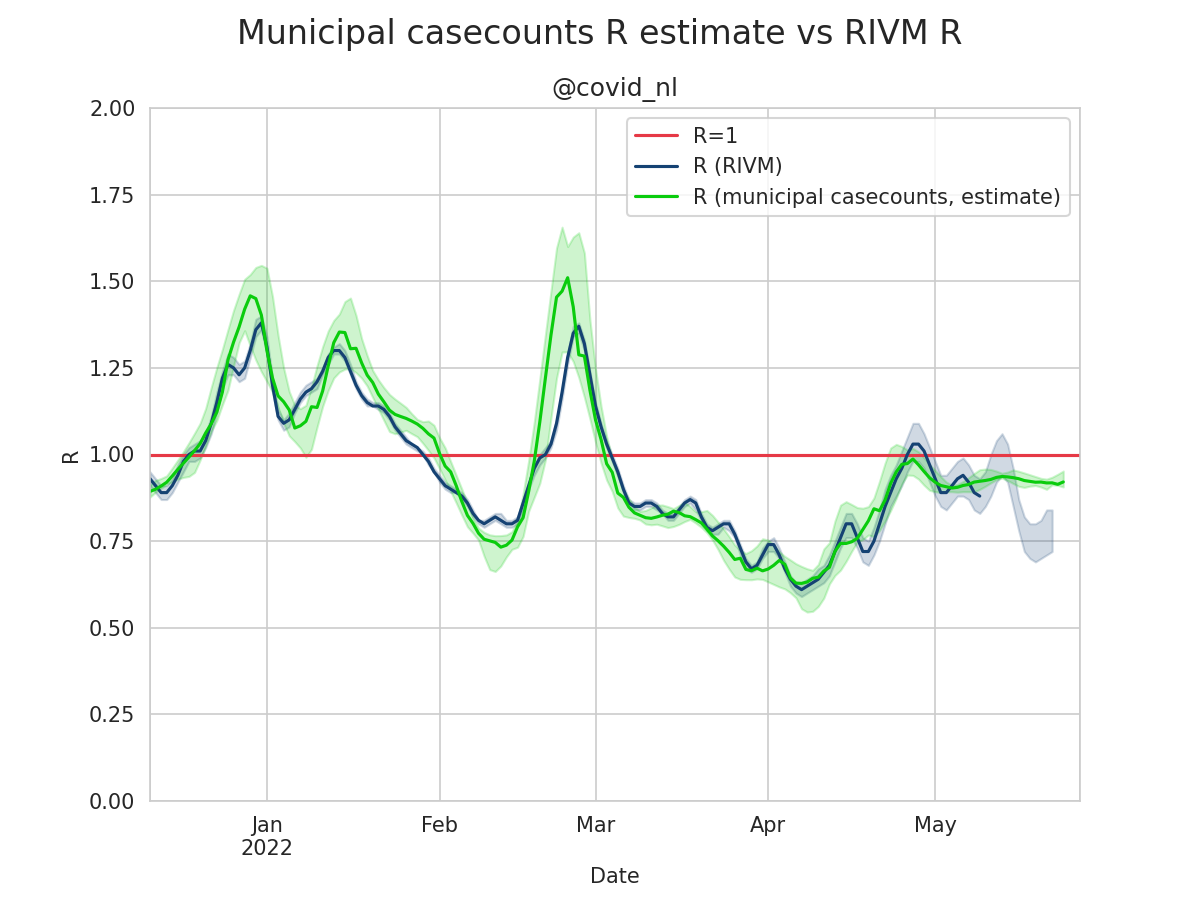 Municipal casecounts R estimate vs RIVM R
@covid_nl
2.00
1.75
1.50
1.25
1.00
0.75
0.50
0.25
0.00
R
R=1
R (RIVM)
R (municipal casecounts, estimate)
Jan
2022
Feb
Mar
Apr
May
Date